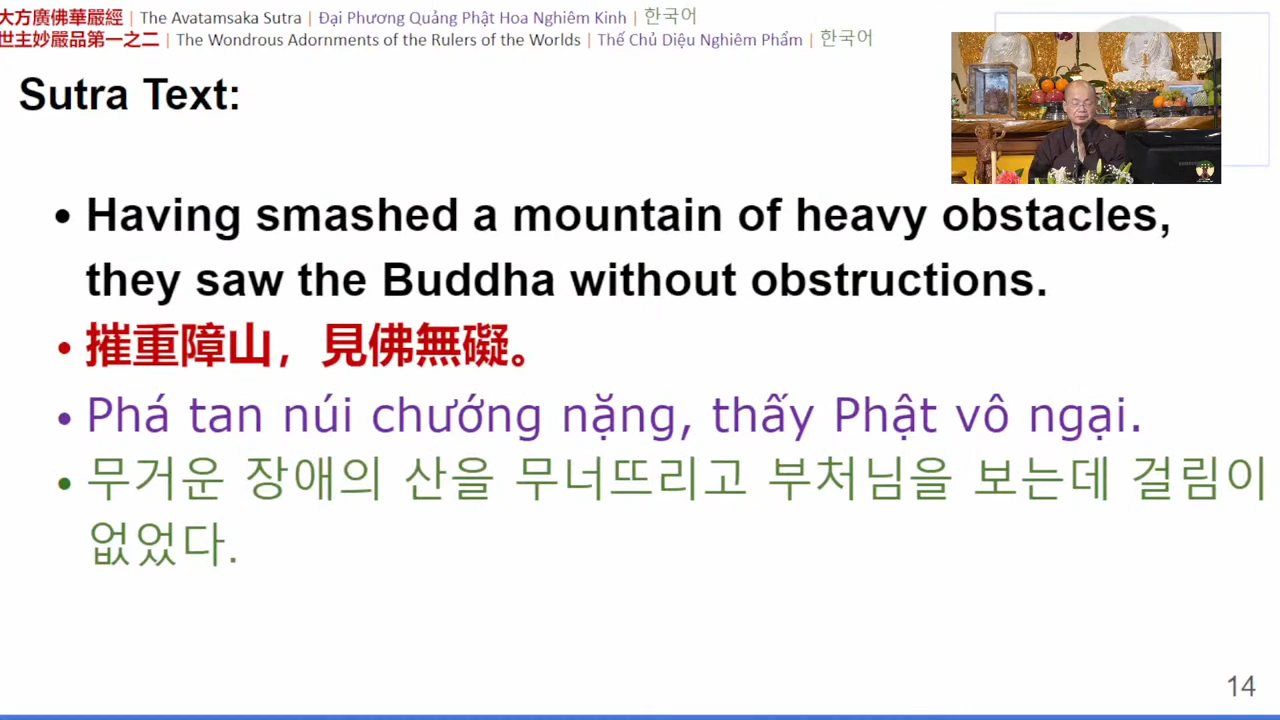 大方廣佛華嚴經 | The Avatamsaka Sutra | Đại Phương Quảng Phật Hoa Nghiêm Kinh | 한국어
世主妙嚴品第一之二 | The Wondrous Adornments of the Rulers of the Worlds | Thế Chủ Diệu Nghiêm Phẩm | 한국어
Sutra Text:
• Having smashed a mountain of heavy obstacles,
they saw the Buddha without obstructions.
• 摧重障山，見佛無礙。
• Phá tan núi chướng nặng, thấy Phật vô ngại.
• 무거운 장애의 산을 무너뜨리고 부처님을 보는데 걸림이
없었다.
14